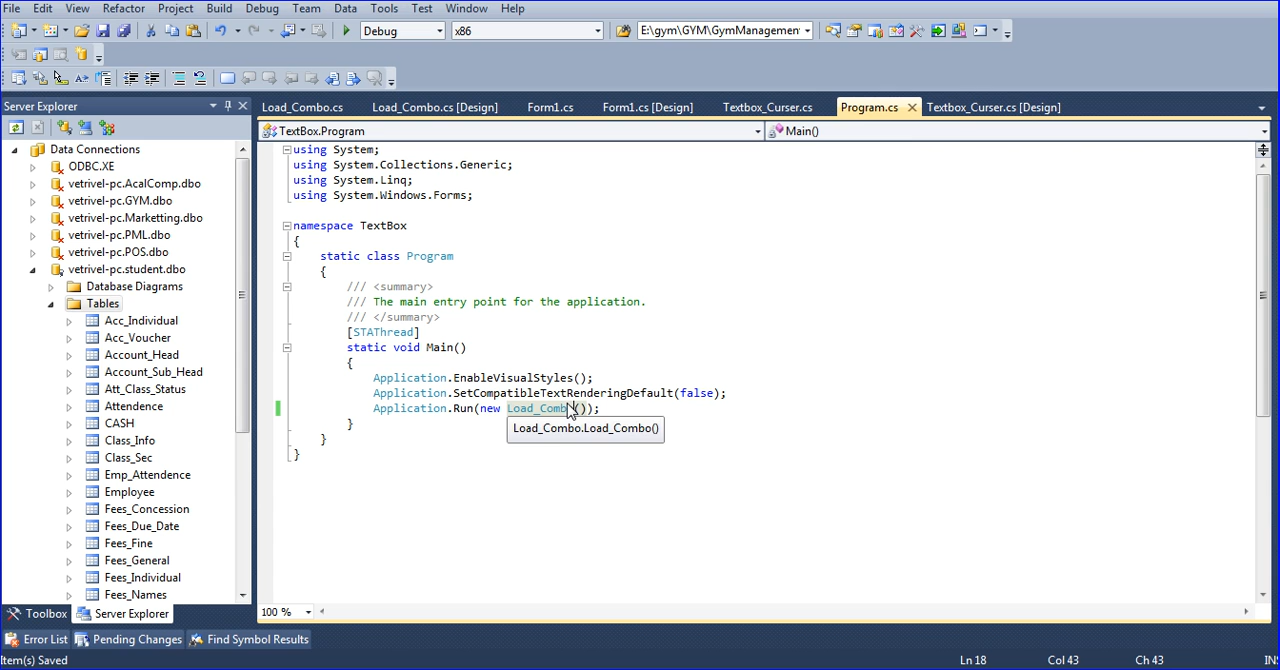 File Edit View Refactor Project Build Debug Team Data Tools Test Window Help
Debug x86 E:\gym\GYM\GymManagement
Server Explorer
Load_Combo.cs Load_Combo.cs [Design] Form1.cs Form1.cs [Design] Textbox_Curser.cs Program.cs Textbox_Curser.cs [Design]
TextBox.Program Main()
Data Connections
ODBC.XE
vetrivel-pc.AcalComp.dbo
vetrivel-pc.GYM.dbo
vetrivel-pc.Marketting.dbo
vetrivel-pc.PML.dbo
vetrivel-pc.POS.dbo
vetrivel-pc.student.dbo
Database Diagrams
Tables
Acc_Individual
Acc_Voucher
Account_Head
Account_Sub_Head
Att_Class_Status
Attendence
CASH
Class_Info
Class_Sec
Emp_Attendence
Employee
Fees_Concession
Fees_Due_Date
Fees_Fine
Fees_General
Fees_Individual
Fees_Names
using System;
using System.Collections.Generic;
using System.Linq;
using System.Windows.Forms;
namespace TextBox
{
static class Program
{
/// <summary>
/// The main entry point for the application.
/// </summary>
[STAThread]
static void Main()
{
Application.EnableVisualStyles();
Application.SetCompatibleTextRenderingDefault(false);
Application.Run(new Load_Comb());
Load_Combo.Load_Combo()
}
}
}
100 %
Toolbox Server Explorer
Error List Pending Changes Find Symbol Results
Item(s) Saved Ln 18 Col 43 Ch 43 IN